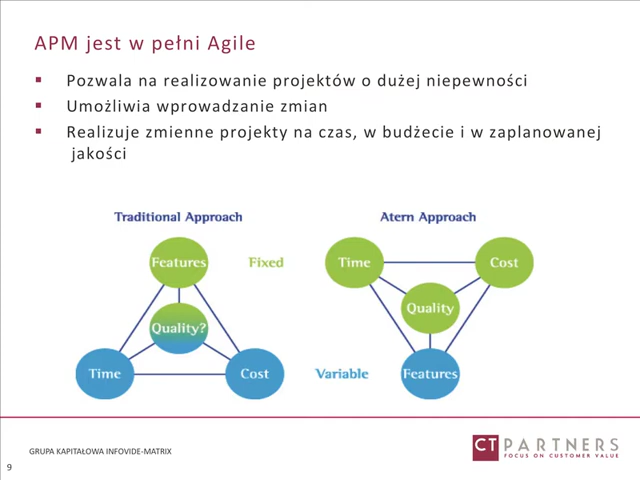 APM jest w pełni Agile
▪ Pozwala na realizowanie projektów o dużej niepewności
▪ Umożliwia wprowadzanie zmian
▪ Realizuje zmienne projekty na czas, w budżecie i w zaplanowanej
jakości
Traditional Approach
Atern Approach
Features
Fixed
Time
Cost
Quality?
Quality
Time
Cost
Variable
Features
GRUPA KAPITAŁOWA INFOVIDE-MATRIX
CT PARTNERS
FOCUS ON CUSTOMER VALUE
9